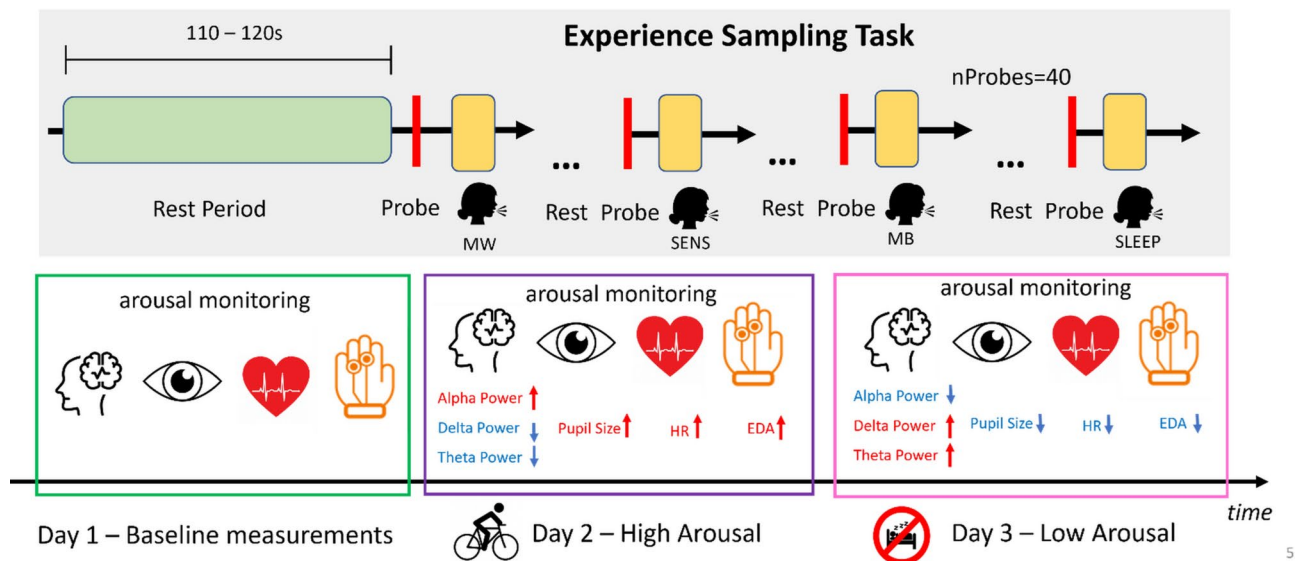 110 – 120s
Experience Sampling Task
nProbes=40
... ... ...
Rest Period Probe Rest Probe Rest Probe Rest Probe
MW SENS MB SLEEP
arousal monitoring
arousal monitoring
Alpha Power
Delta Power Pupil Size HR EDA
Theta Power
arousal monitoring
Alpha Power
Delta Power Pupil Size HR EDA
Theta Power
time
Day 1 – Baseline measurements
Day 2 – High Arousal
Day 3 – Low Arousal
5